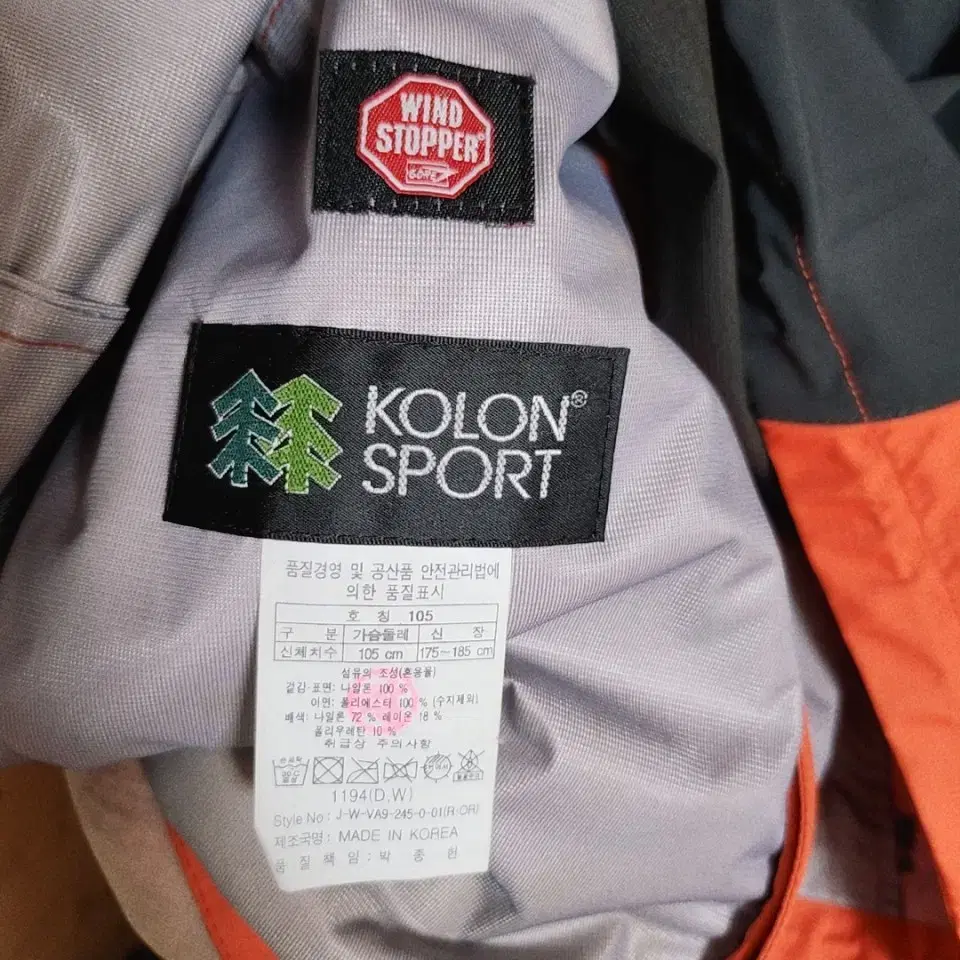 WIND
STOPPER®
GORE
KOLON®
SPORT
품질경영 및 공산품 안전관리법에
의한 품질표시
호 칭 105
구 분 가슴둘레 신 장
신체치수 105 cm 175~185 cm
섬유의 조성(혼용율)
겉감-표면: 나일론 100 %
이면: 폴리에스타 100 % (수지제외)
배색: 나일론 72 % 레이온 18 %
폴리우레탄 10 %
취급상 주의사항
1194(D,W)
Style No : J-W-VA9-245-0-01(R-OR)
제조국명: MADE IN KOREA
품 질 책 임 : 박 종 헌